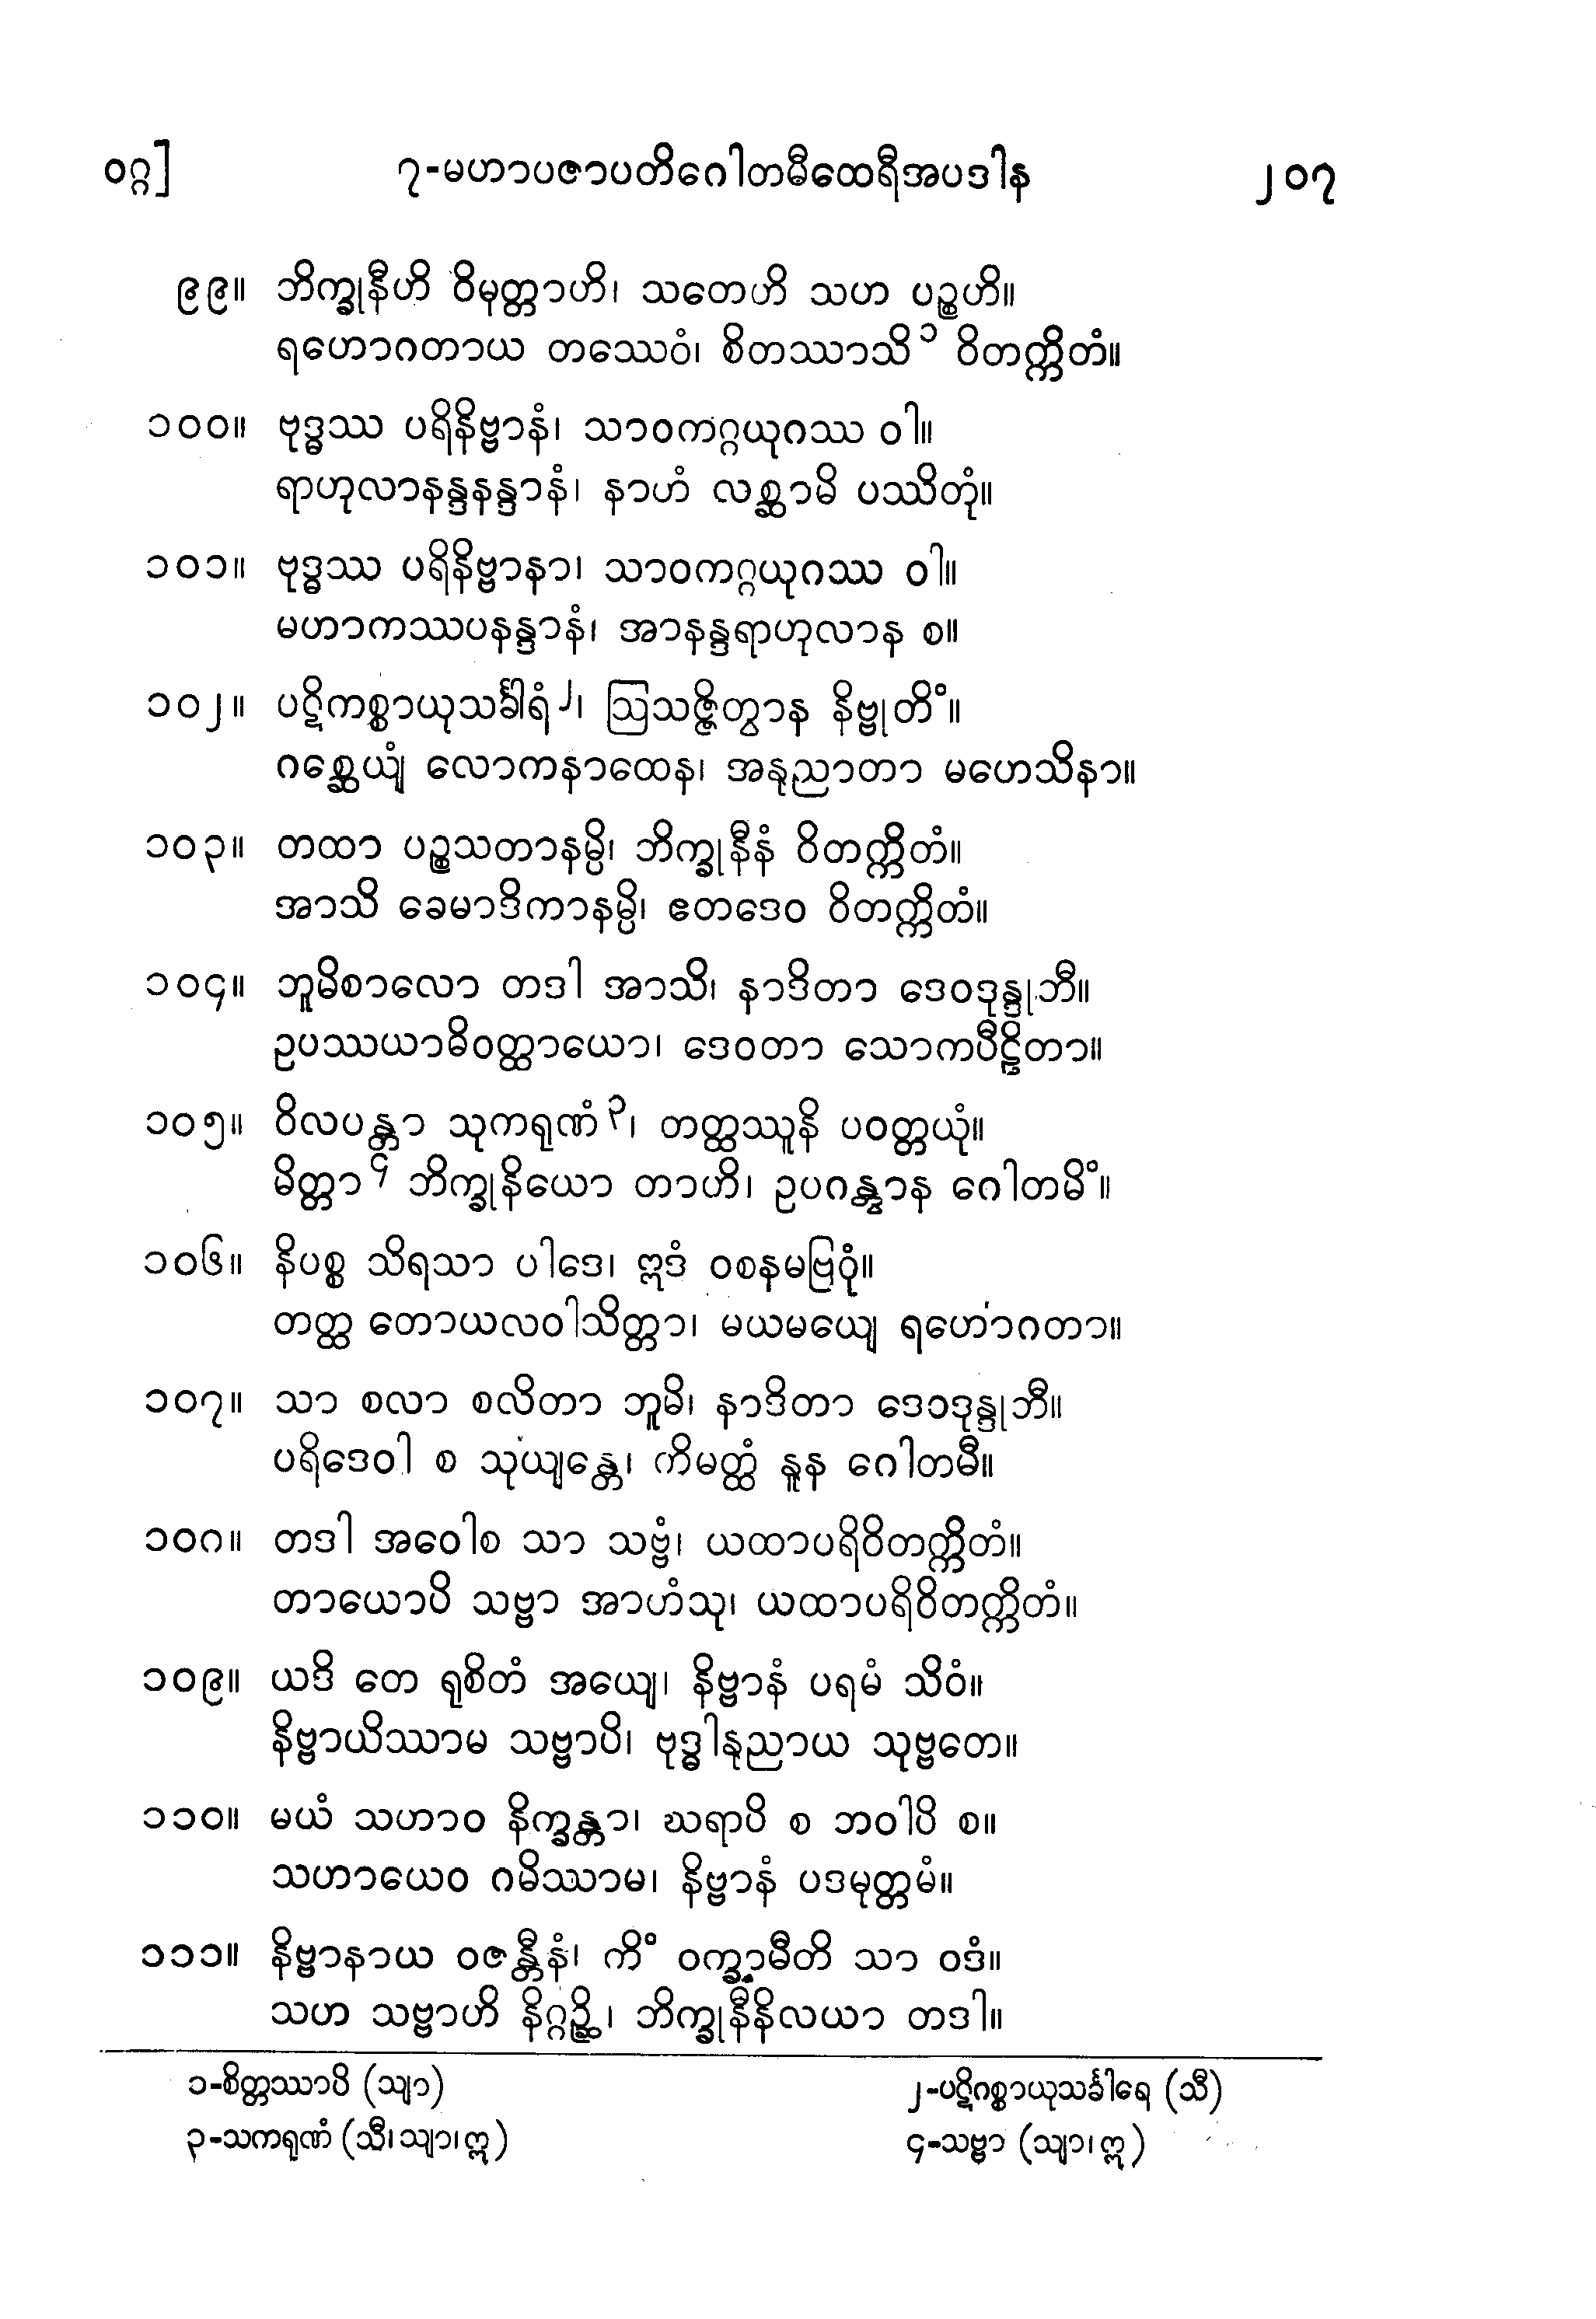 ဝဂ္ဂ]
၇-မဟာပဇာပတိဂေါတမီထေရီအပဒါန
၂၀၇
၉၉။ ဘိက္ခုနီဟိ ဝိမုတ္တာဟိ၊ သတေဟိ သဟ ပဉ္စဟိ။
ရဟောဂတာယ တဿေဝံ၊ စိတဿာသိ ၁ ဝိတက္ကိတံ။
၁၀၀။ ဗုဒ္ဓဿ ပရိနိဗ္ဗာနံ၊ သာဝကဂ္ဂယုဂဿ ဝါ။
ရာဟုလာနန္ဒနန္ဒာနံ၊ နာဟံ လစ္ဆာမိ ပဿိတုံ။
၁၀၁။ ဗုဒ္ဓဿ ပရိနိဗ္ဗာနာ၊ သာဝကဂ္ဂယုဂဿ ဝါ။
မဟာကဿပနန္ဒာနံ၊ အာနန္ဒရာဟုလာန စ။
၁၀၂။ ပဋိကစ္စာယုသင်္ခါရံ ၂၊ ဩသဇ္ဇိတွာန နိဗ္ဗုတိံ။
ဂစ္ဆေယျံ လောကနာထေန၊ အနုညာတာ မဟေသိနာ။
၁၀၃။ တထာ ပဉ္စသတာနမ္ပိ၊ ဘိက္ခုနီနံ ဝိတက္ကိတံ။
အာသိ ခေမာဒိကာနမ္ပိ၊ ဧတဒေဝ ဝိတက္ကိတံ။
၁၀၄။ ဘူမိစာလော တဒါ အာသိ၊ နာဒိတာ ဒေဝဒုန္ဒုဘီ။
ဥပဿယာဓိဝတ္ထာယော၊ ဒေဝတာ သောကပီဠိတာ။
၁၀၅။ ဝိလပန္တာ သုကရုဏံ ၃၊ တတ္ထဿူနိ ပဝတ္တယုံ။
မိတ္တာ ၄ ဘိက္ခုနိယော တာဟိ၊ ဥပဂန္တွာန ဂေါတမိံ။
၁၀၆။ နိပစ္စ သိရသာ ပါဒေ၊ ဣဒံ ဝစနမဗြဝုံ။
တတ္ထ တောယလဝါသိတ္တာ၊ မယမယျေ ရဟောဂတာ။
၁၀၇။ သာ စလာ စလိတာ ဘူမိ၊ နာဒိတာ ဒေဝဒုန္ဒုဘီ။
ပရိဒေဝါ စ သုယျန္တေ၊ ကိမတ္ထံ နူန ဂေါတမီ။
၁၀၈။ တဒါ အဝေါစ သာ သဗ္ဗံ၊ ယထာပရိဝိတက္ကိတံ။
တာယောပိ သဗ္ဗာ အာဟံသု၊ ယထာပရိဝိတက္ကိတံ။
၁၀၉။ ယဒိ တေ ရုစိတံ အယျေ၊ နိဗ္ဗာနံ ပရမံ သိဝံ။
နိဗ္ဗာယိဿာမ သဗ္ဗာပိ၊ ဗုဒ္ဓါနုညာယ သုဗ္ဗတေ။
၁၁၀။ မယံ သဟာဝ နိက္ခန္တာ၊ ဃရာပိ စ ဘဝါပိ စ။
သဟာယေဝ ဂမိဿာမ၊ နိဗ္ဗာနံ ပဒမုတ္တမံ။
၁၁၁။ နိဗ္ဗာနာယ ဝဇန္တီနံ၊ ကိံ ဝက္ခာမီတိ သာ ဝဒံ။
သဟ သဗ္ဗာဟိ နိဂ္ဂဉ္ဆိ၊ ဘိက္ခုနီနိလယာ တဒါ။
၁-စိတ္တဿာပိ (သျာ) ၂-ပဋိဂစ္စာယုသင်္ခါရေ (သီ)
၃-သကရုဏံ (သီ၊ သျာ၊ ဣ) ၄-သဗ္ဗာ (သျာ၊ ဣ)